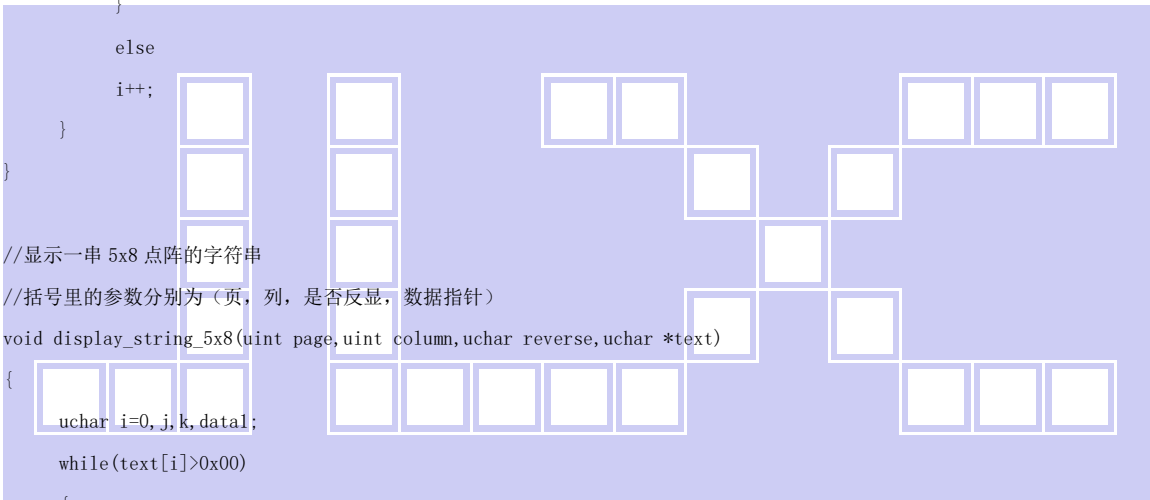 }
else
i++;
}
}
//显示一串 5x8 点阵的字符串
//括号里的参数分别为（页，列，是否反显，数据指针）
void display_string_5x8(uint page,uint column,uchar reverse,uchar *text)
{
uchar i=0,j,k,data1;
while(text[i]>0x00)
{